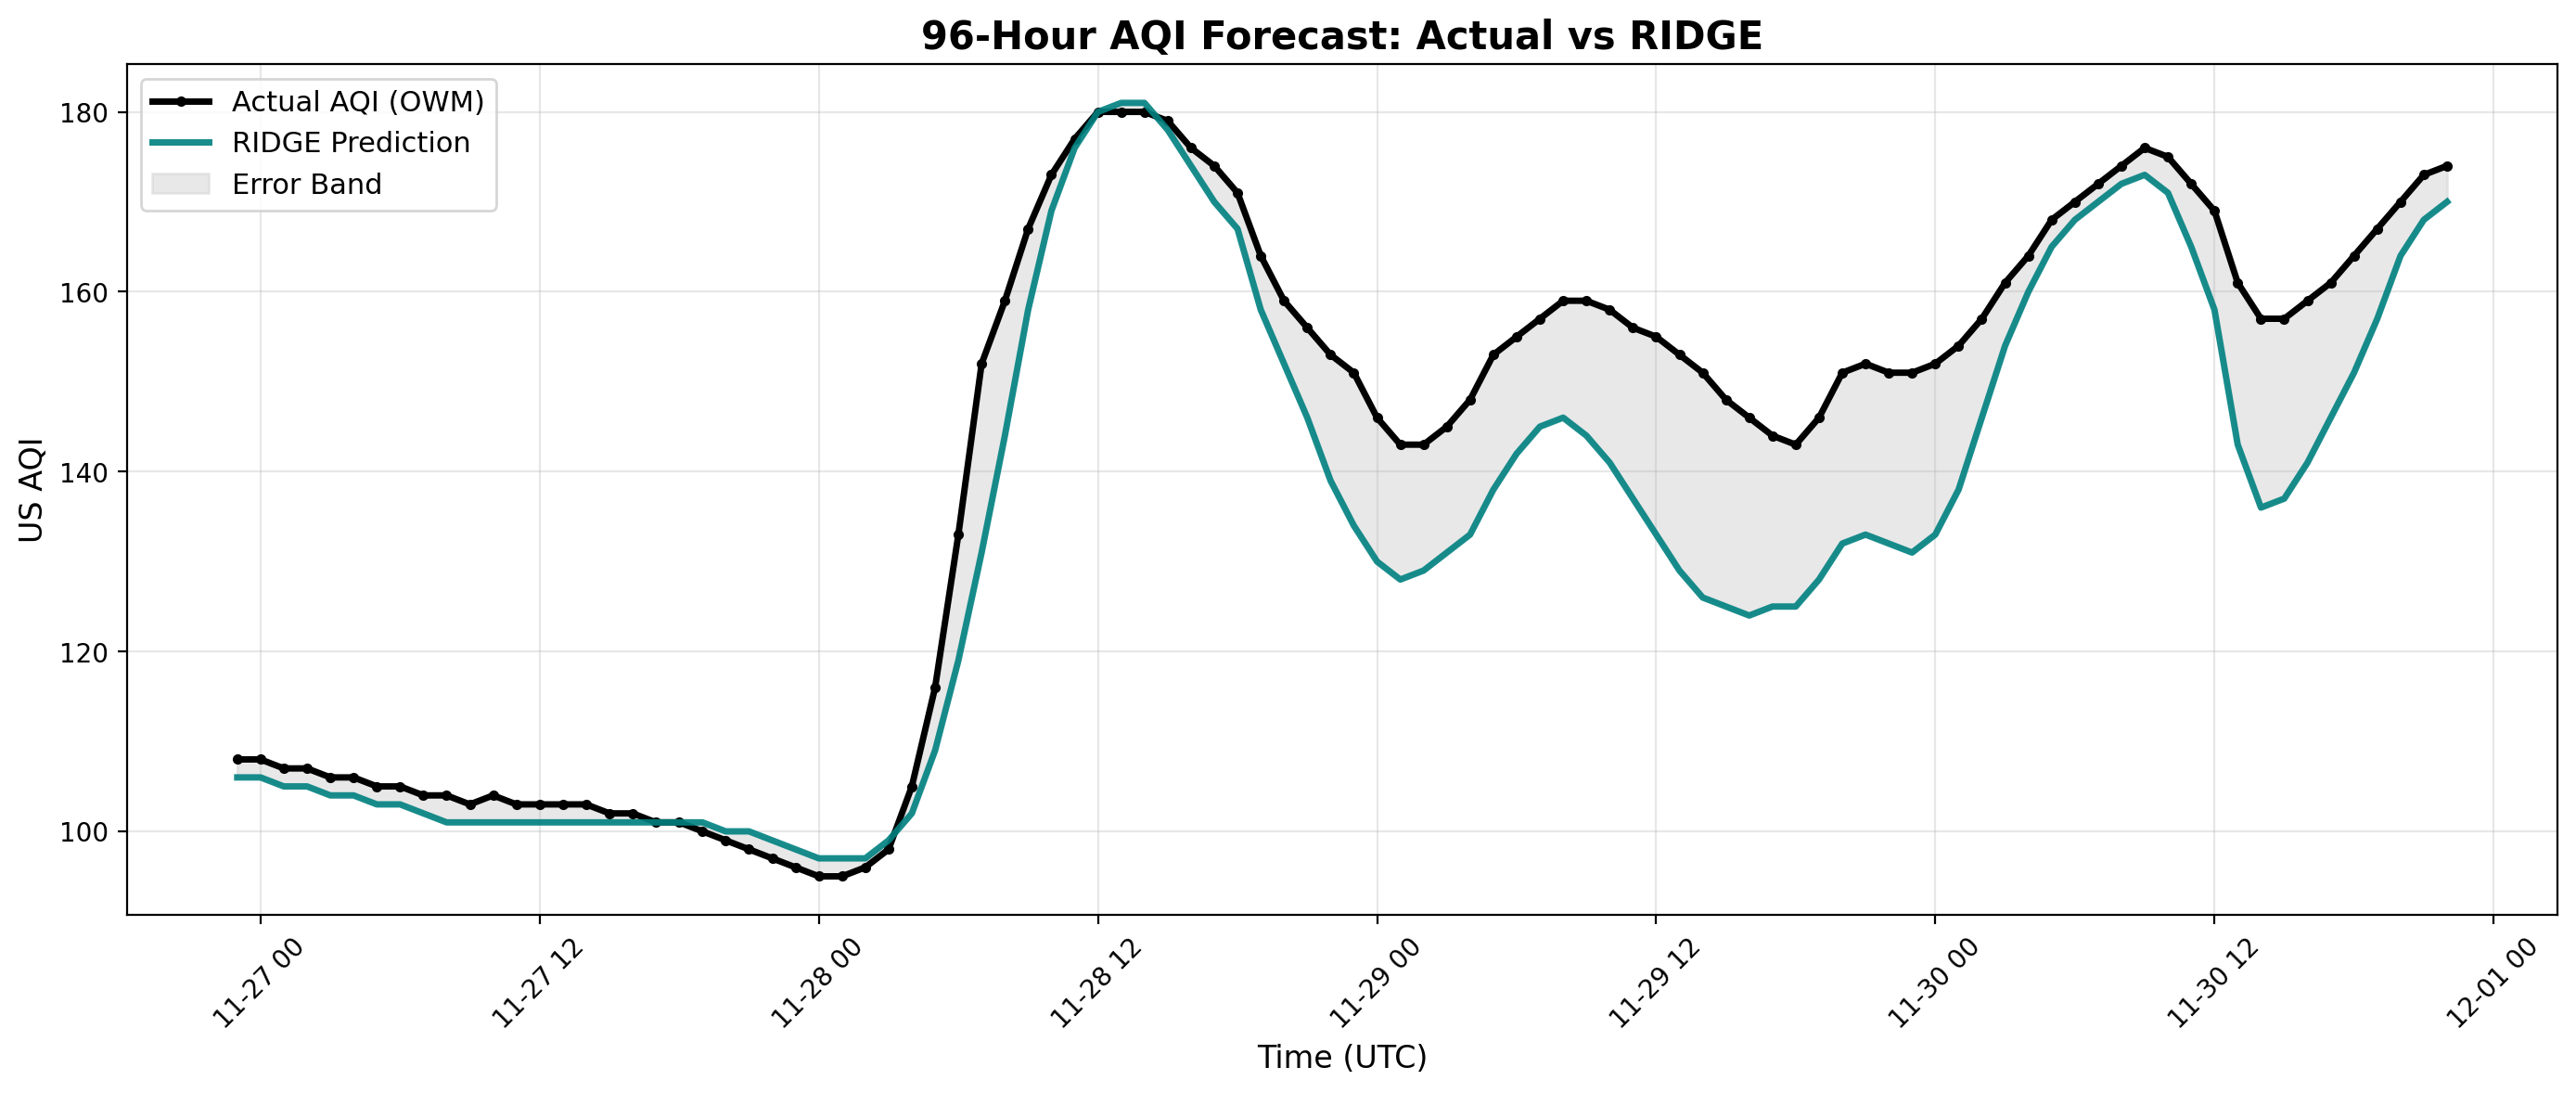 96-Hour AQI Forecast: Actual vs RIDGE
Actual AQI (OWM)
RIDGE Prediction
Error Band
US AQI
180
160
140
120
100
11-27 00
11-27 12
11-28 00
11-28 12
11-29 00
11-29 12
11-30 00
11-30 12
12-01 00
Time (UTC)